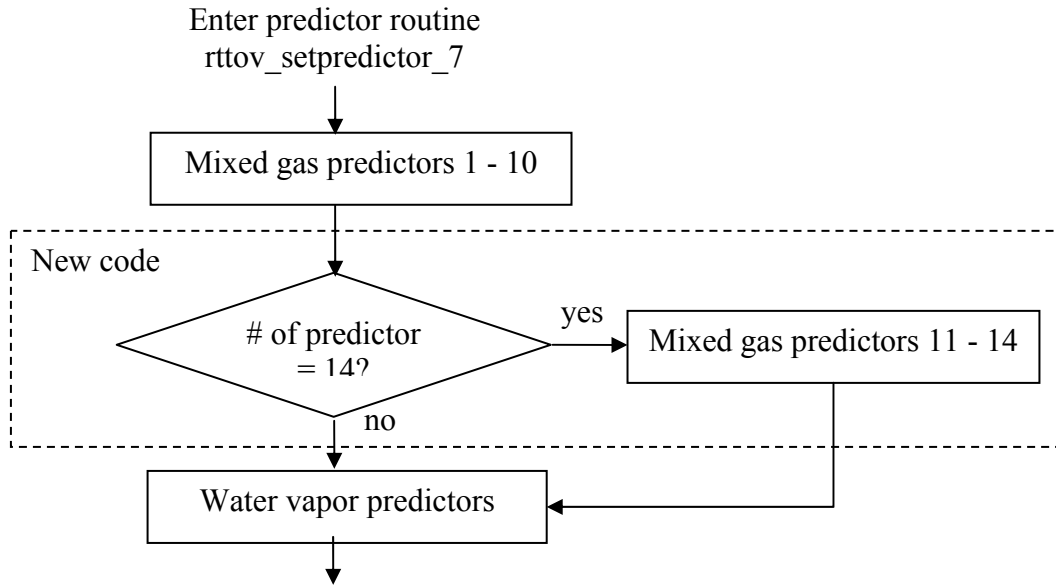 Enter predictor routine
rttov_setpredictor_7
Mixed gas predictors 1 - 10
New code
# of predictor
= 14?
yes
Mixed gas predictors 11 - 14
no
Water vapor predictors